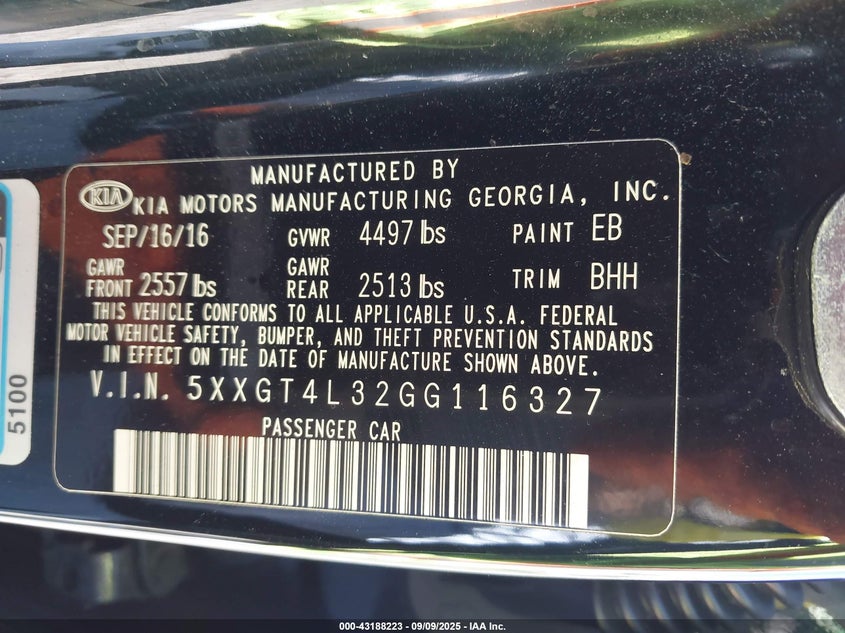 MANUFACTURED BY
KIA KIA MOTORS MANUFACTURING GEORGIA, INC.
SEP/16/16 GVWR 4497 lbs PAINT EB
GAWR FRONT 2557 lbs GAWR REAR 2513 lbs TRIM BHH
THIS VEHICLE CONFORMS TO ALL APPLICABLE U.S.A. FEDERAL
MOTOR VEHICLE SAFETY, BUMPER, AND THEFT PREVENTION STANDARDS
IN EFFECT ON THE DATE OF MANUFACTURE SHOWN ABOVE.
V.I.N. 5XXGT4L32GG116327
PASSENGER CAR
5100
000-43188223 - 09/09/2025 - IAA Inc.